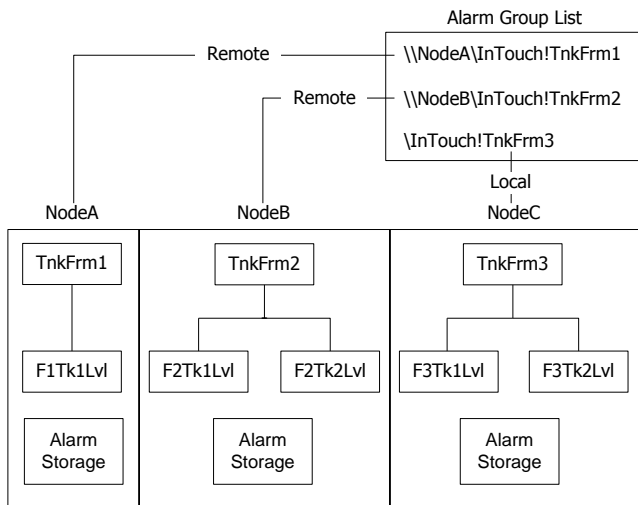 Alarm Group List
Remote
\\NodeA\InTouch!TnkFrm1
Remote
\\NodeB\InTouch!TnkFrm2
\InTouch!TnkFrm3
Local
NodeA
NodeB
NodeC
TnkFrm1
TnkFrm2
TnkFrm3
F1Tk1Lvl
F2Tk1Lvl
F2Tk2Lvl
F3Tk1Lvl
F3Tk2Lvl
Alarm
Storage
Alarm
Storage
Alarm
Storage